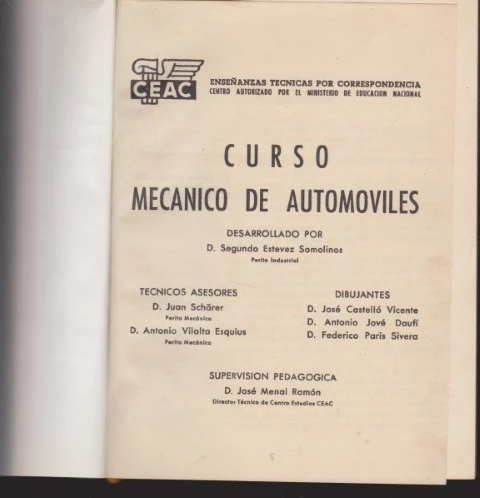 CEAC
ENSEÑANZAS TECNICAS POR CORRESPONDENCIA
CENTRO AUTORIZADO POR EL MINISTERIO DE EDUCACION NACIONAL
CURSO
MECANICO DE AUTOMOVILES
DESARROLLADO POR
D. Segundo Estevez Somolinos
Perito Industrial
TECNICOS ASESORES
D. Juan Schärer
Perito Mecánico
D. Antonio Vilalta Esquius
Perito Mecánico
DIBUJANTES
D. José Castelló Vicente
D. Antonio Jové Daufí
D. Federico Paris Sivera
SUPERVISION PEDAGOGICA
D. José Menal Ramón
Director Técnico de Centro Estudios CEAC